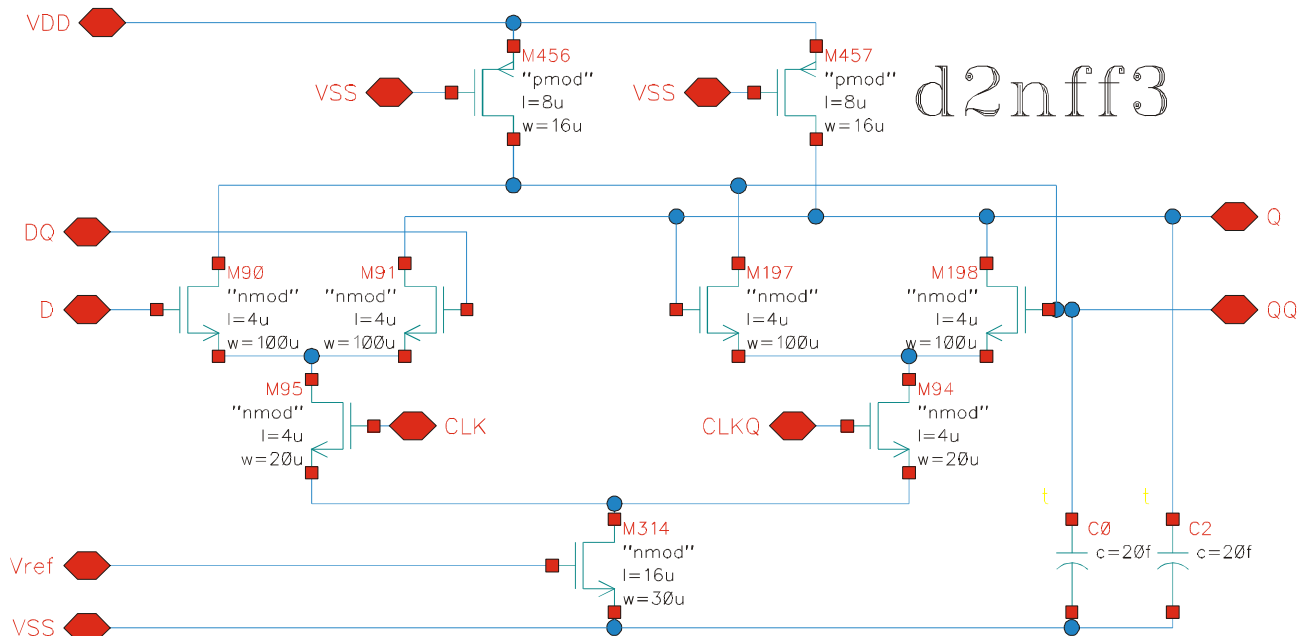 VDD
M456
"pmod"
l=8u
w=16u
VSS
M457
"pmod"
l=8u
w=16u
VSS
d2nff3
DQ
Q
M90
"nmod"
l=4u
w=100u
D
M91
"nmod"
l=4u
w=100u
M197
"nmod"
l=4u
w=100u
M198
"nmod"
l=4u
w=100u
QQ
M95
"nmod"
l=4u
w=20u
CLK
CLKQ
M94
"nmod"
l=4u
w=20u
t
t
M314
"nmod"
l=16u
w=30u
C0
c=20f
C2
c=20f
Vref
VSS